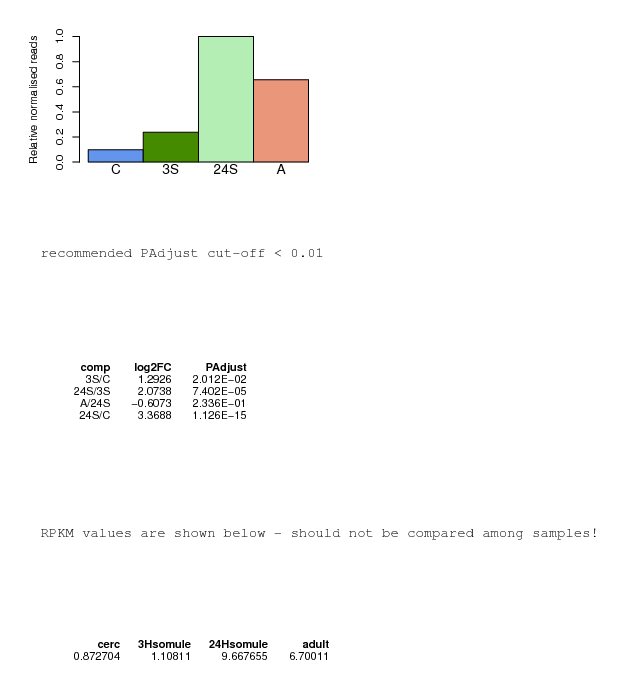 Relative normalised reads
1.0
0.8
0.6
0.4
0.2
0.0
C 3S 24S A
recommended PAdjust cut-off < 0.01
comp log2FC PAdjust
3S/C 1.2926 2.012E−02
24S/3S 2.0738 7.402E−05
A/24S −0.6073 2.336E−01
24S/C 3.3688 1.126E−15
RPKM values are shown below - should not be compared among samples!
cerc 3Hsomule 24Hsomule adult
0.872704 1.10811 9.667655 6.70011